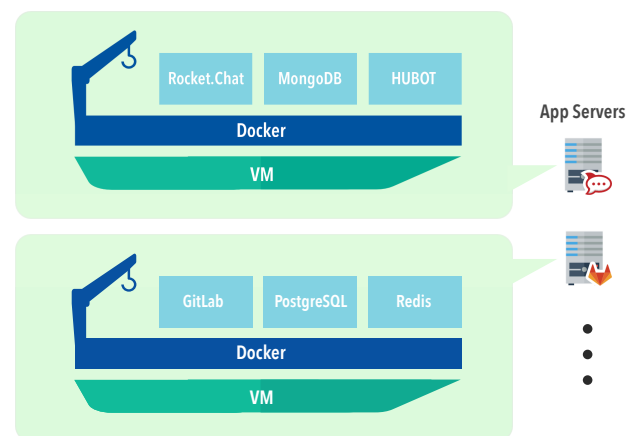 Rocket.Chat
MongoDB
HUBOT
Docker
VM
App Servers
GitLab
PostgreSQL
Redis
Docker
VM